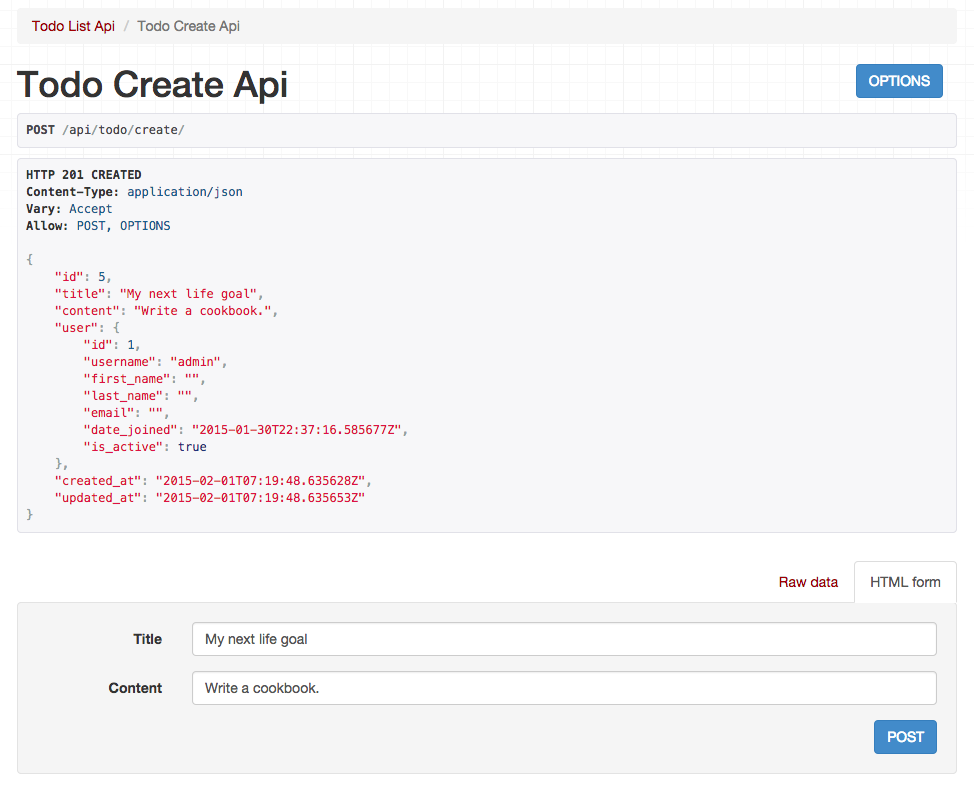 Todo List Api / Todo Create Api
Todo Create Api
OPTIONS
POST /api/todo/create/
HTTP 201 CREATED
Content-Type: application/json
Vary: Accept
Allow: POST, OPTIONS
{
    "id": 5,
    "title": "My next life goal",
    "content": "Write a cookbook.",
    "user": {
        "id": 1,
        "username": "admin",
        "first_name": "",
        "last_name": "",
        "email": "",
        "date_joined": "2015-01-30T22:37:16.585677Z",
        "is_active": true
    },
    "created_at": "2015-02-01T07:19:48.635628Z",
    "updated_at": "2015-02-01T07:19:48.635653Z"
}
Raw data
HTML form
Title
My next life goal
Content
Write a cookbook.
POST